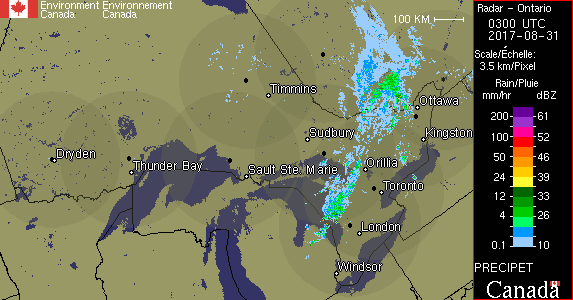 Environment Environnement
Canada Canada
100 KM
Timmins
Ottawa
Sudbury
Kingston
Dryden
Thunder Bay
Sault Ste. Marie
Orillia
Toronto
London
Windsor
Radar - Ontario
0300 UTC
2017-08-31
Scale/Échelle:
3.5 km/Pixel
Rain/Pluie
mm/hr dBZ
200 61
100 52
50 46
24 39
12 33
4 26
0.1 10
PRECIPET
Canada